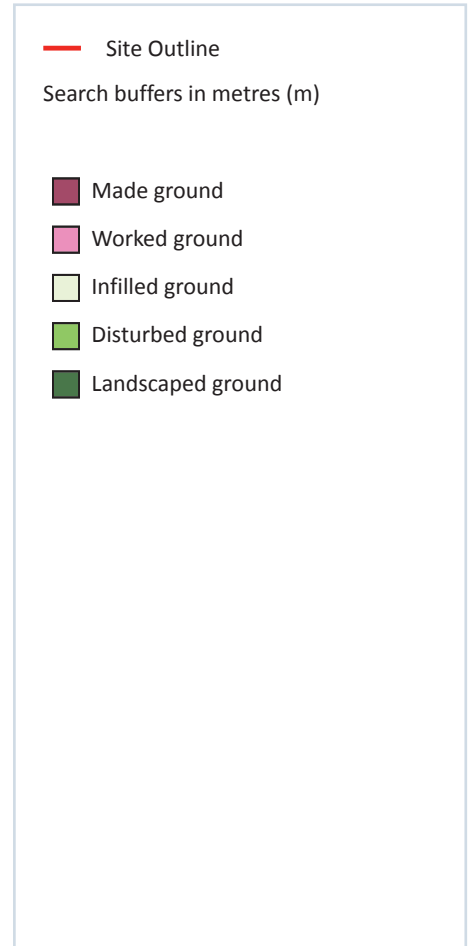 Site Outline
Search buffers in metres (m)
Made ground
Worked ground
Infilled ground
Disturbed ground
Landscaped ground